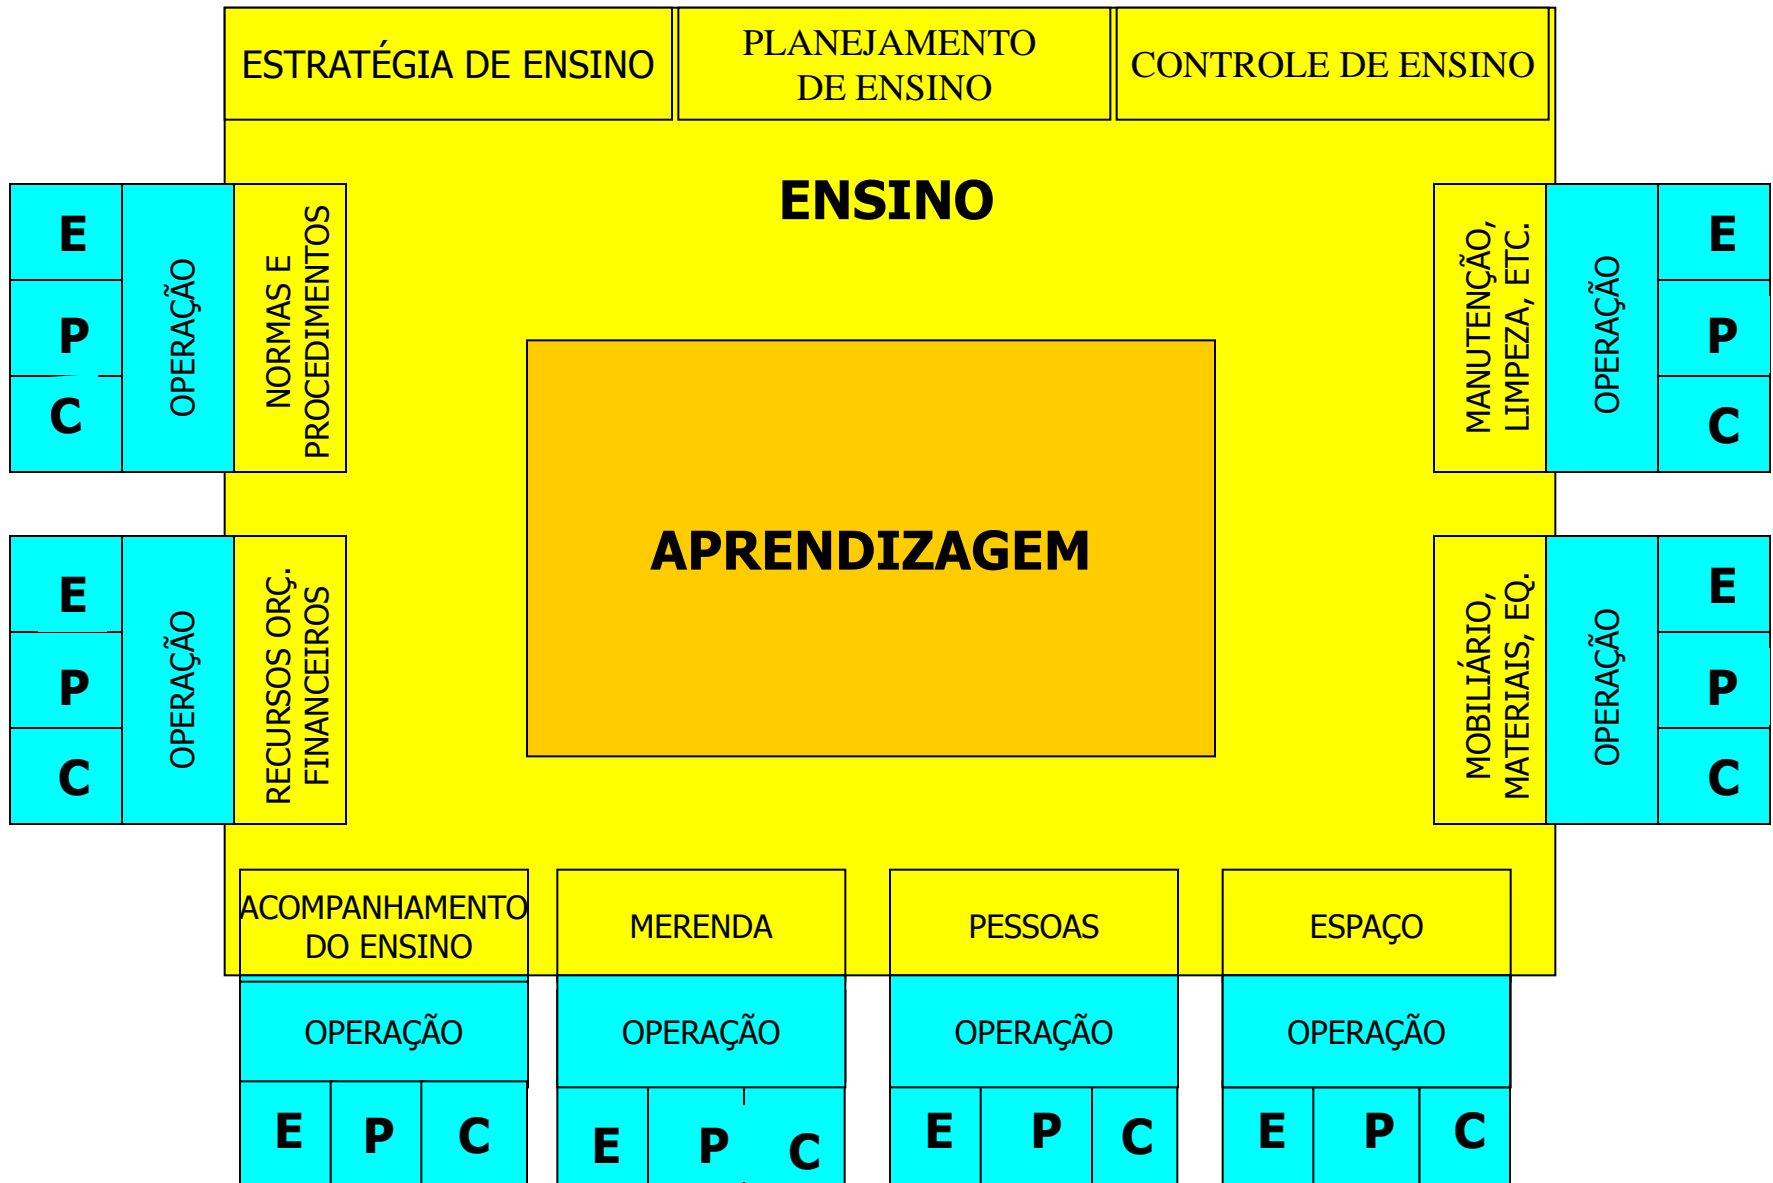 ESTRATÉGIA DE ENSINO
PLANEJAMENTO
DE ENSINO
CONTROLE DE ENSINO
ENSINO
E
P
C
OPERAÇÃO
NORMAS E
PROCEDIMENTOS
MANUTENÇÃO,
LIMPEZA, ETC.
OPERAÇÃO
E
P
C
APRENDIZAGEM
E
P
C
OPERAÇÃO
RECURSOS ORÇ.
FINANCEIROS
MOBILIÁRIO,
MATERIAIS, EQ.
OPERAÇÃO
E
P
C
ACOMPANHAMENTO
DO ENSINO
OPERAÇÃO
E P C
MERENDA
OPERAÇÃO
E P C
PESSOAS
OPERAÇÃO
E P C
ESPAÇO
OPERAÇÃO
E P C